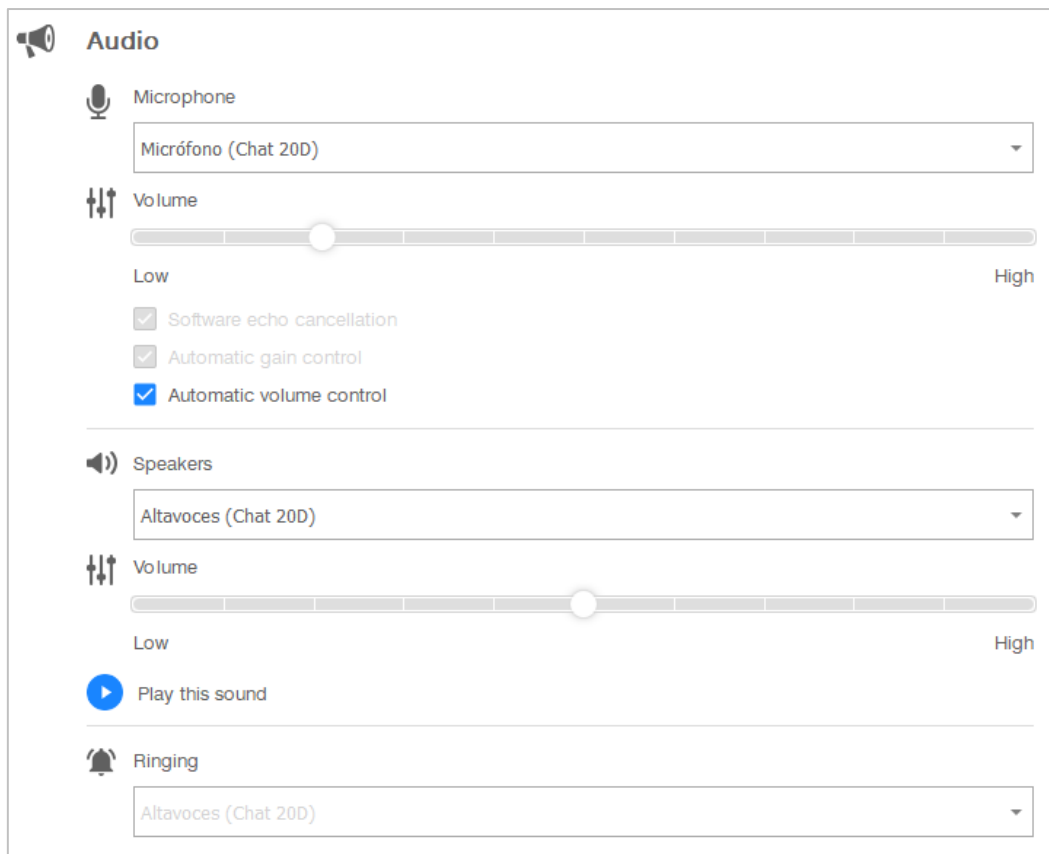 Audio
Microphone
Micrófono (Chat 20D)
Volume
Low High
Software echo cancellation
Automatic gain control
Automatic volume control
Speakers
Altavoces (Chat 20D)
Volume
Low High
Play this sound
Ringing
Altavoces (Chat 20D)